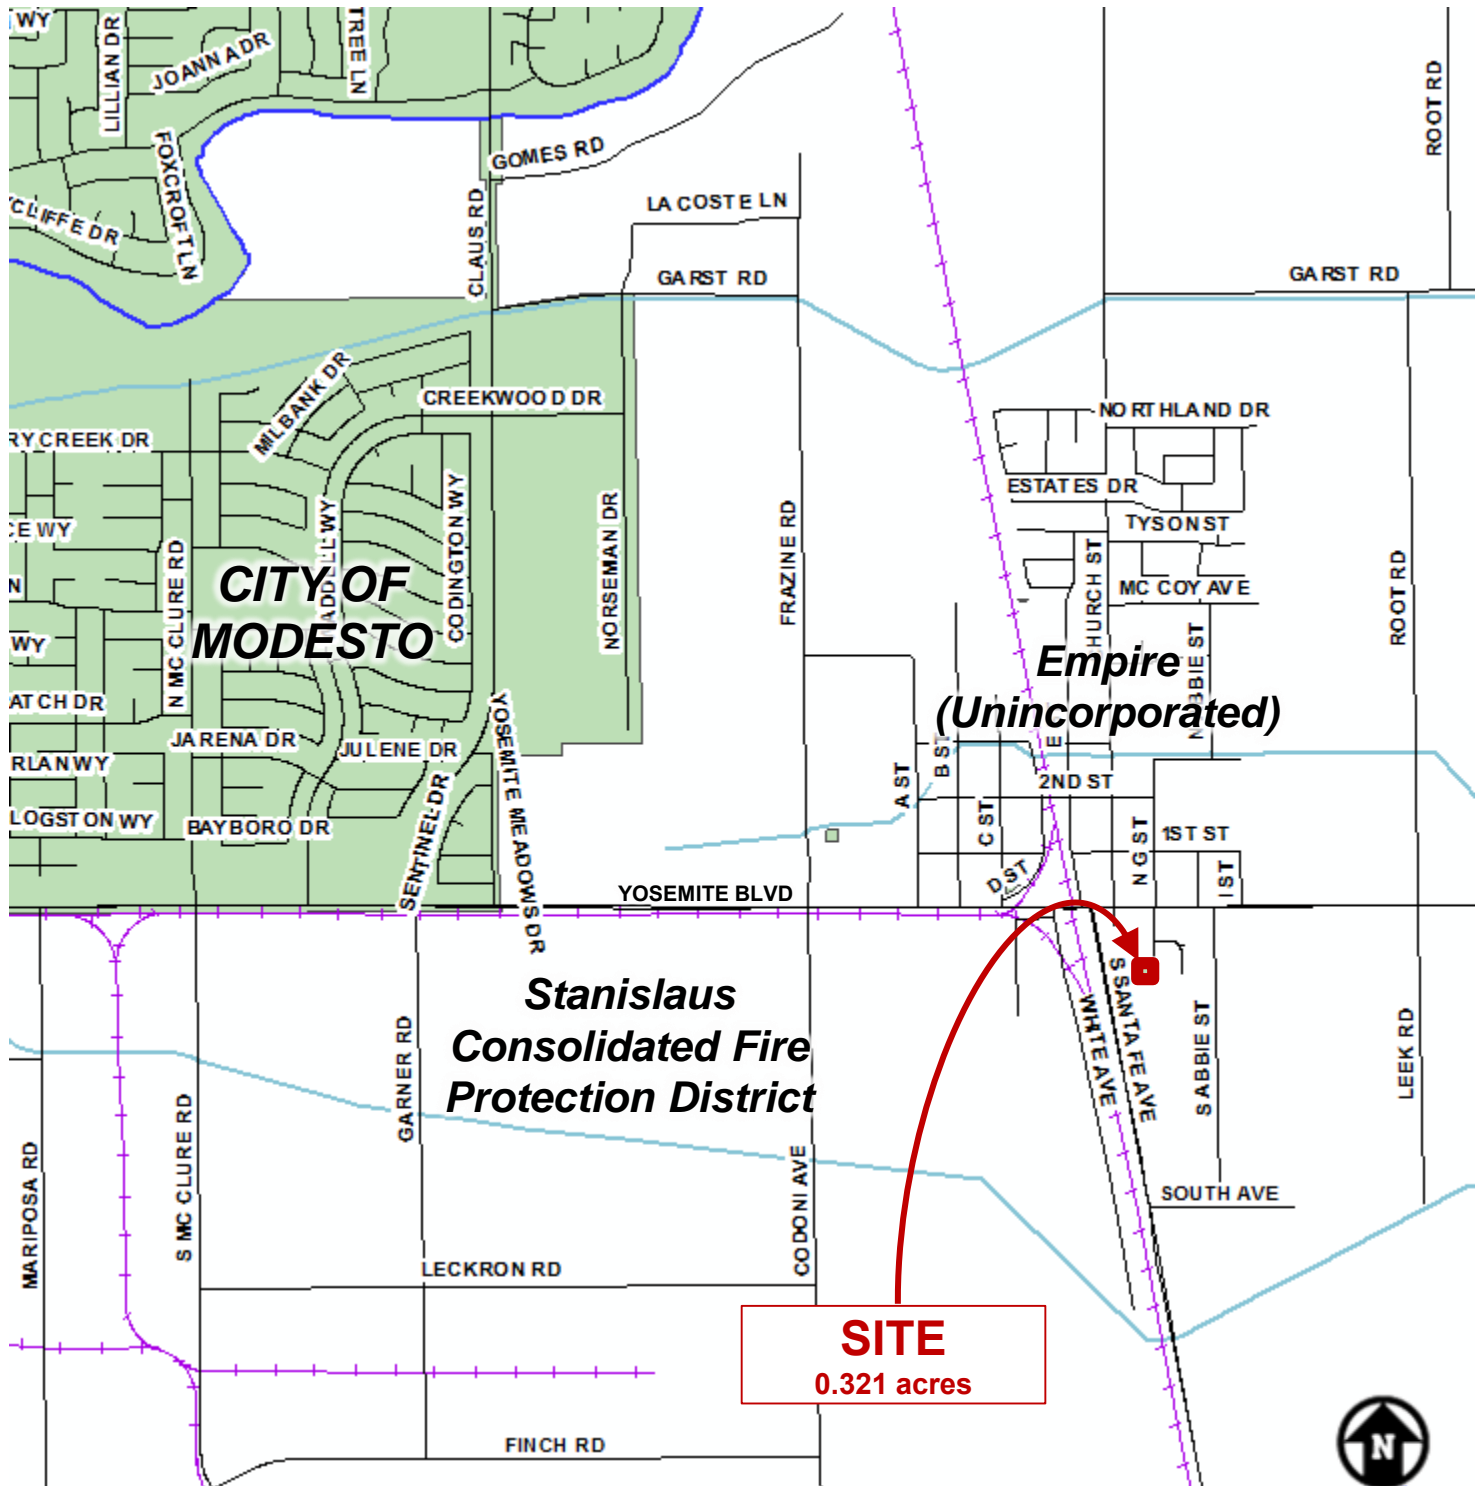 WY
LILLIAN DR
JOANNA DR
TREE LN
FOXCROFT LN
CLIFFE DR
CLAUS RD
GOMES RD
LA COSTE LN
GARST RD
ROOT RD
GARST RD
MILBANK DR
CREEKWOOD DR
RY CREEK DR
NORTHLAND DR
ESTATES DR
TYSON ST
MC COY AVE
CE WY
N MC CLURE RD
ADDELL WY
CODINGTON WY
NORSEMAN DR
FRAZINE RD
HURCH ST
ROOT RD
CITY OF
MODESTO
N
WY
Empire
(Unincorporated)
ATCH DR
JARENA DR
JULENE DR
RLAN WY
LOGSTON WY
BAYBORO DR
SENTINEL DR
YOSEMITE MEADOWS DR
A ST
B ST
C ST
D ST
E
2ND ST
1ST ST
N G ST
I ST
YOSEMITE BLVD
Stanislaus
Consolidated Fire
Protection District
S SANTA FE AVE
WHITE AVE
S ABBIE ST
LEEK RD
SOUTH AVE
MARIPOSA RD
S MC CLURE RD
GARNER RD
CODONI AVE
LECKRON RD
FINCH RD
SITE
0.321 acres
N